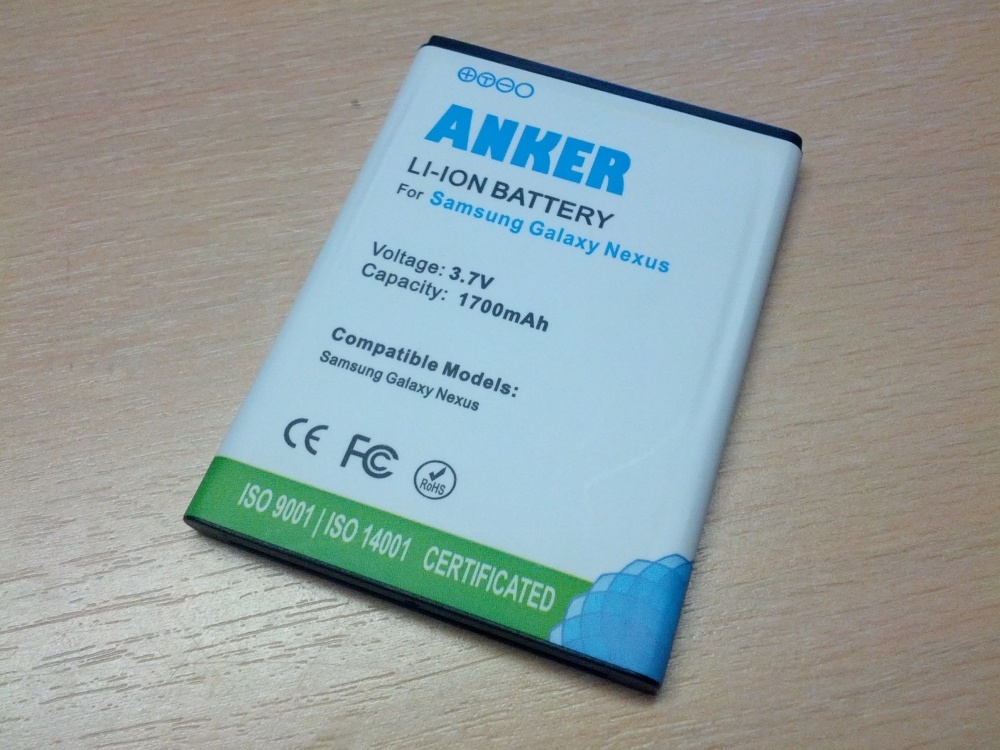 ANKER
LI-ION BATTERY
For Samsung Galaxy Nexus
Voltage: 3.7V
Capacity: 1700mAh
Compatible Models:
Samsung Galaxy Nexus
CE FC RoHS
ISO 9001 | ISO 14001 CERTIFICATED